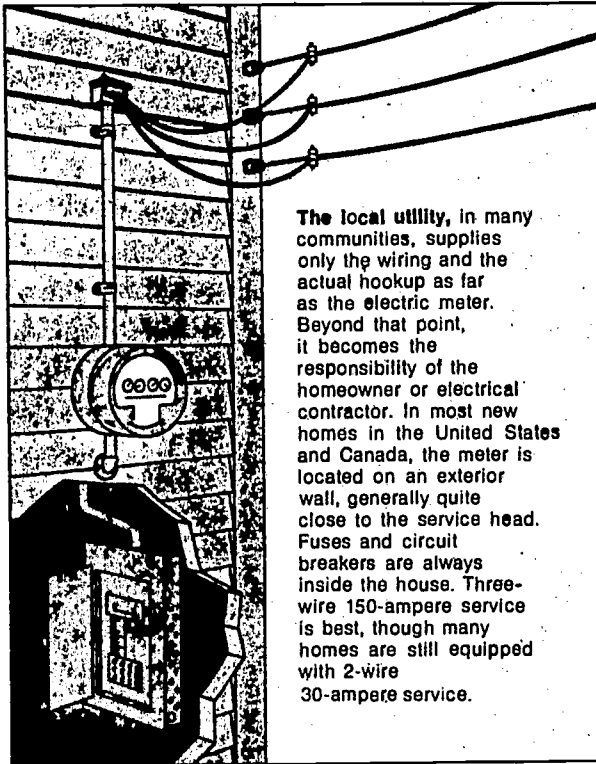 The local utility, in many
communities, supplies
only the wiring and the
actual hookup as far
as the electric meter.
Beyond that point,
it becomes the
responsibility of the
homeowner or electrical
contractor. In most new
homes in the United States
and Canada, the meter is
located on an exterior
wall, generally quite
close to the service head.
Fuses and circuit
breakers are always
inside the house. Three-
wire 150-ampere service
is best, though many
homes are still equipped
with 2-wire
30-ampere service.